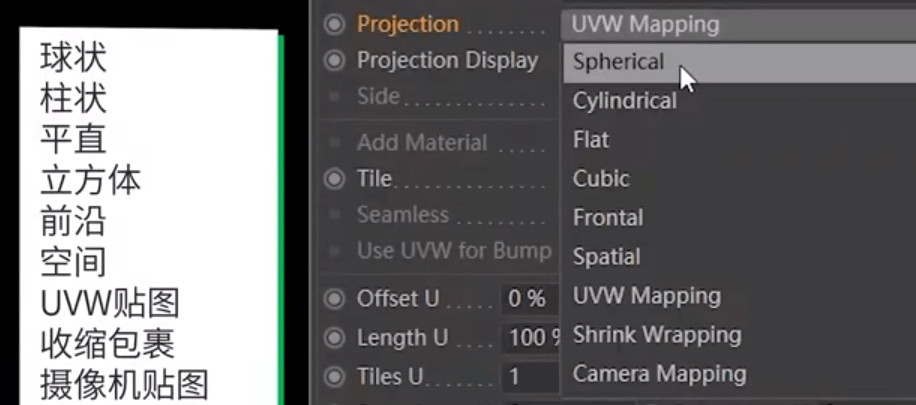 球状
柱状
平直
立方体
前沿
空间
UVW贴图
收缩包裹
摄像机贴图
Projection ........ UVW Mapping
Projection Display
Side..............
Add Material .....
Tile................
Seamless .........
Use UVW for Bump
Offset U ..... 0 %
Length U .... 100 %
Tiles U....... 1
Spherical
Cylindrical
Flat
Cubic
Frontal
Spatial
UVW Mapping
Shrink Wrapping
Camera Mapping